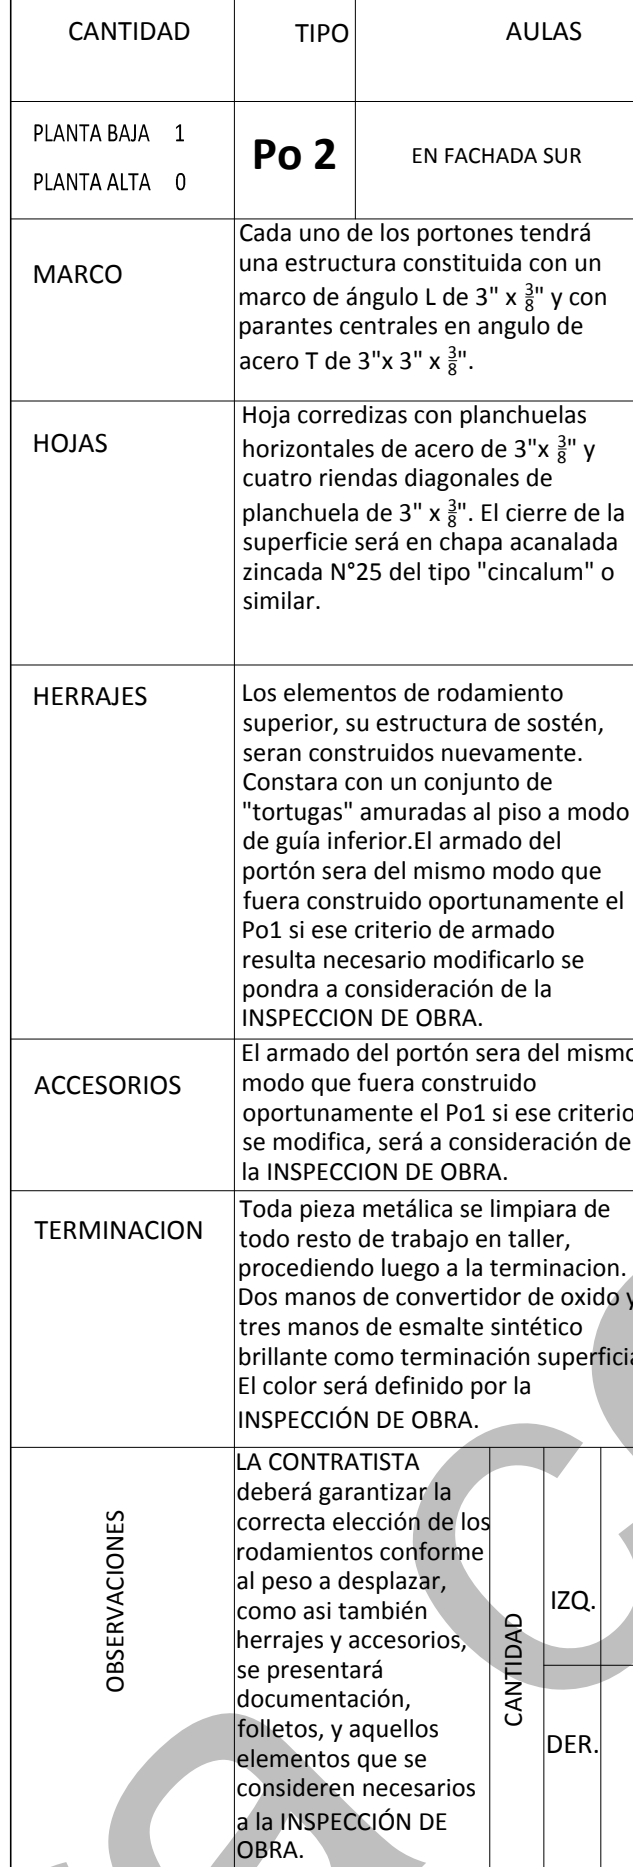 CANTIDAD TIPO AULAS
PLANTA BAJA 1
PLANTA ALTA 0
Po 2
EN FACHADA SUR
MARCO
Cada uno de los portones tendrá
una estructura constituida con un
marco de ángulo L de 3" x 3/8" y con
parantes centrales en angulo de
acero T de 3"x 3" x 3/8".
HOJAS
Hoja corredizas con planchuelas
horizontales de acero de 3"x 3/8" y
cuatro riendas diagonales de
planchuela de 3" x 3/8". El cierre de la
superficie será en chapa acanalada
zincada N°25 del tipo "cincalum" o
similar.
HERRAJES
Los elementos de rodamiento
superior, su estructura de sostén,
seran construidos nuevamente.
Constara con un conjunto de
"tortugas" amuradas al piso a modo
de guía inferior.El armado del
portón sera del mismo modo que
fuera construido oportunamente el
Po1 si ese criterio de armado
resulta necesario modificarlo se
pondra a consideración de la
INSPECCION DE OBRA.
ACCESORIOS
El armado del portón sera del mismo
modo que fuera construido
oportunamente el Po1 si ese criterio
se modifica, será a consideración de
la INSPECCION DE OBRA.
TERMINACION
Toda pieza metálica se limpiara de
todo resto de trabajo en taller,
procediendo luego a la terminacion.
Dos manos de convertidor de oxido y
tres manos de esmalte sintético
brillante como terminación superficia
El color será definido por la
INSPECCIÓN DE OBRA.
OBSERVACIONES
LA CONTRATISTA
deberá garantizar la
correcta elección de los
rodamientos conforme
al peso a desplazar,
como asi también
herrajes y accesorios,
se presentará
documentación,
folletos, y aquellos
elementos que se
consideren necesarios
a la INSPECCIÓN DE
OBRA.
CANTIDAD
IZQ.
DER.